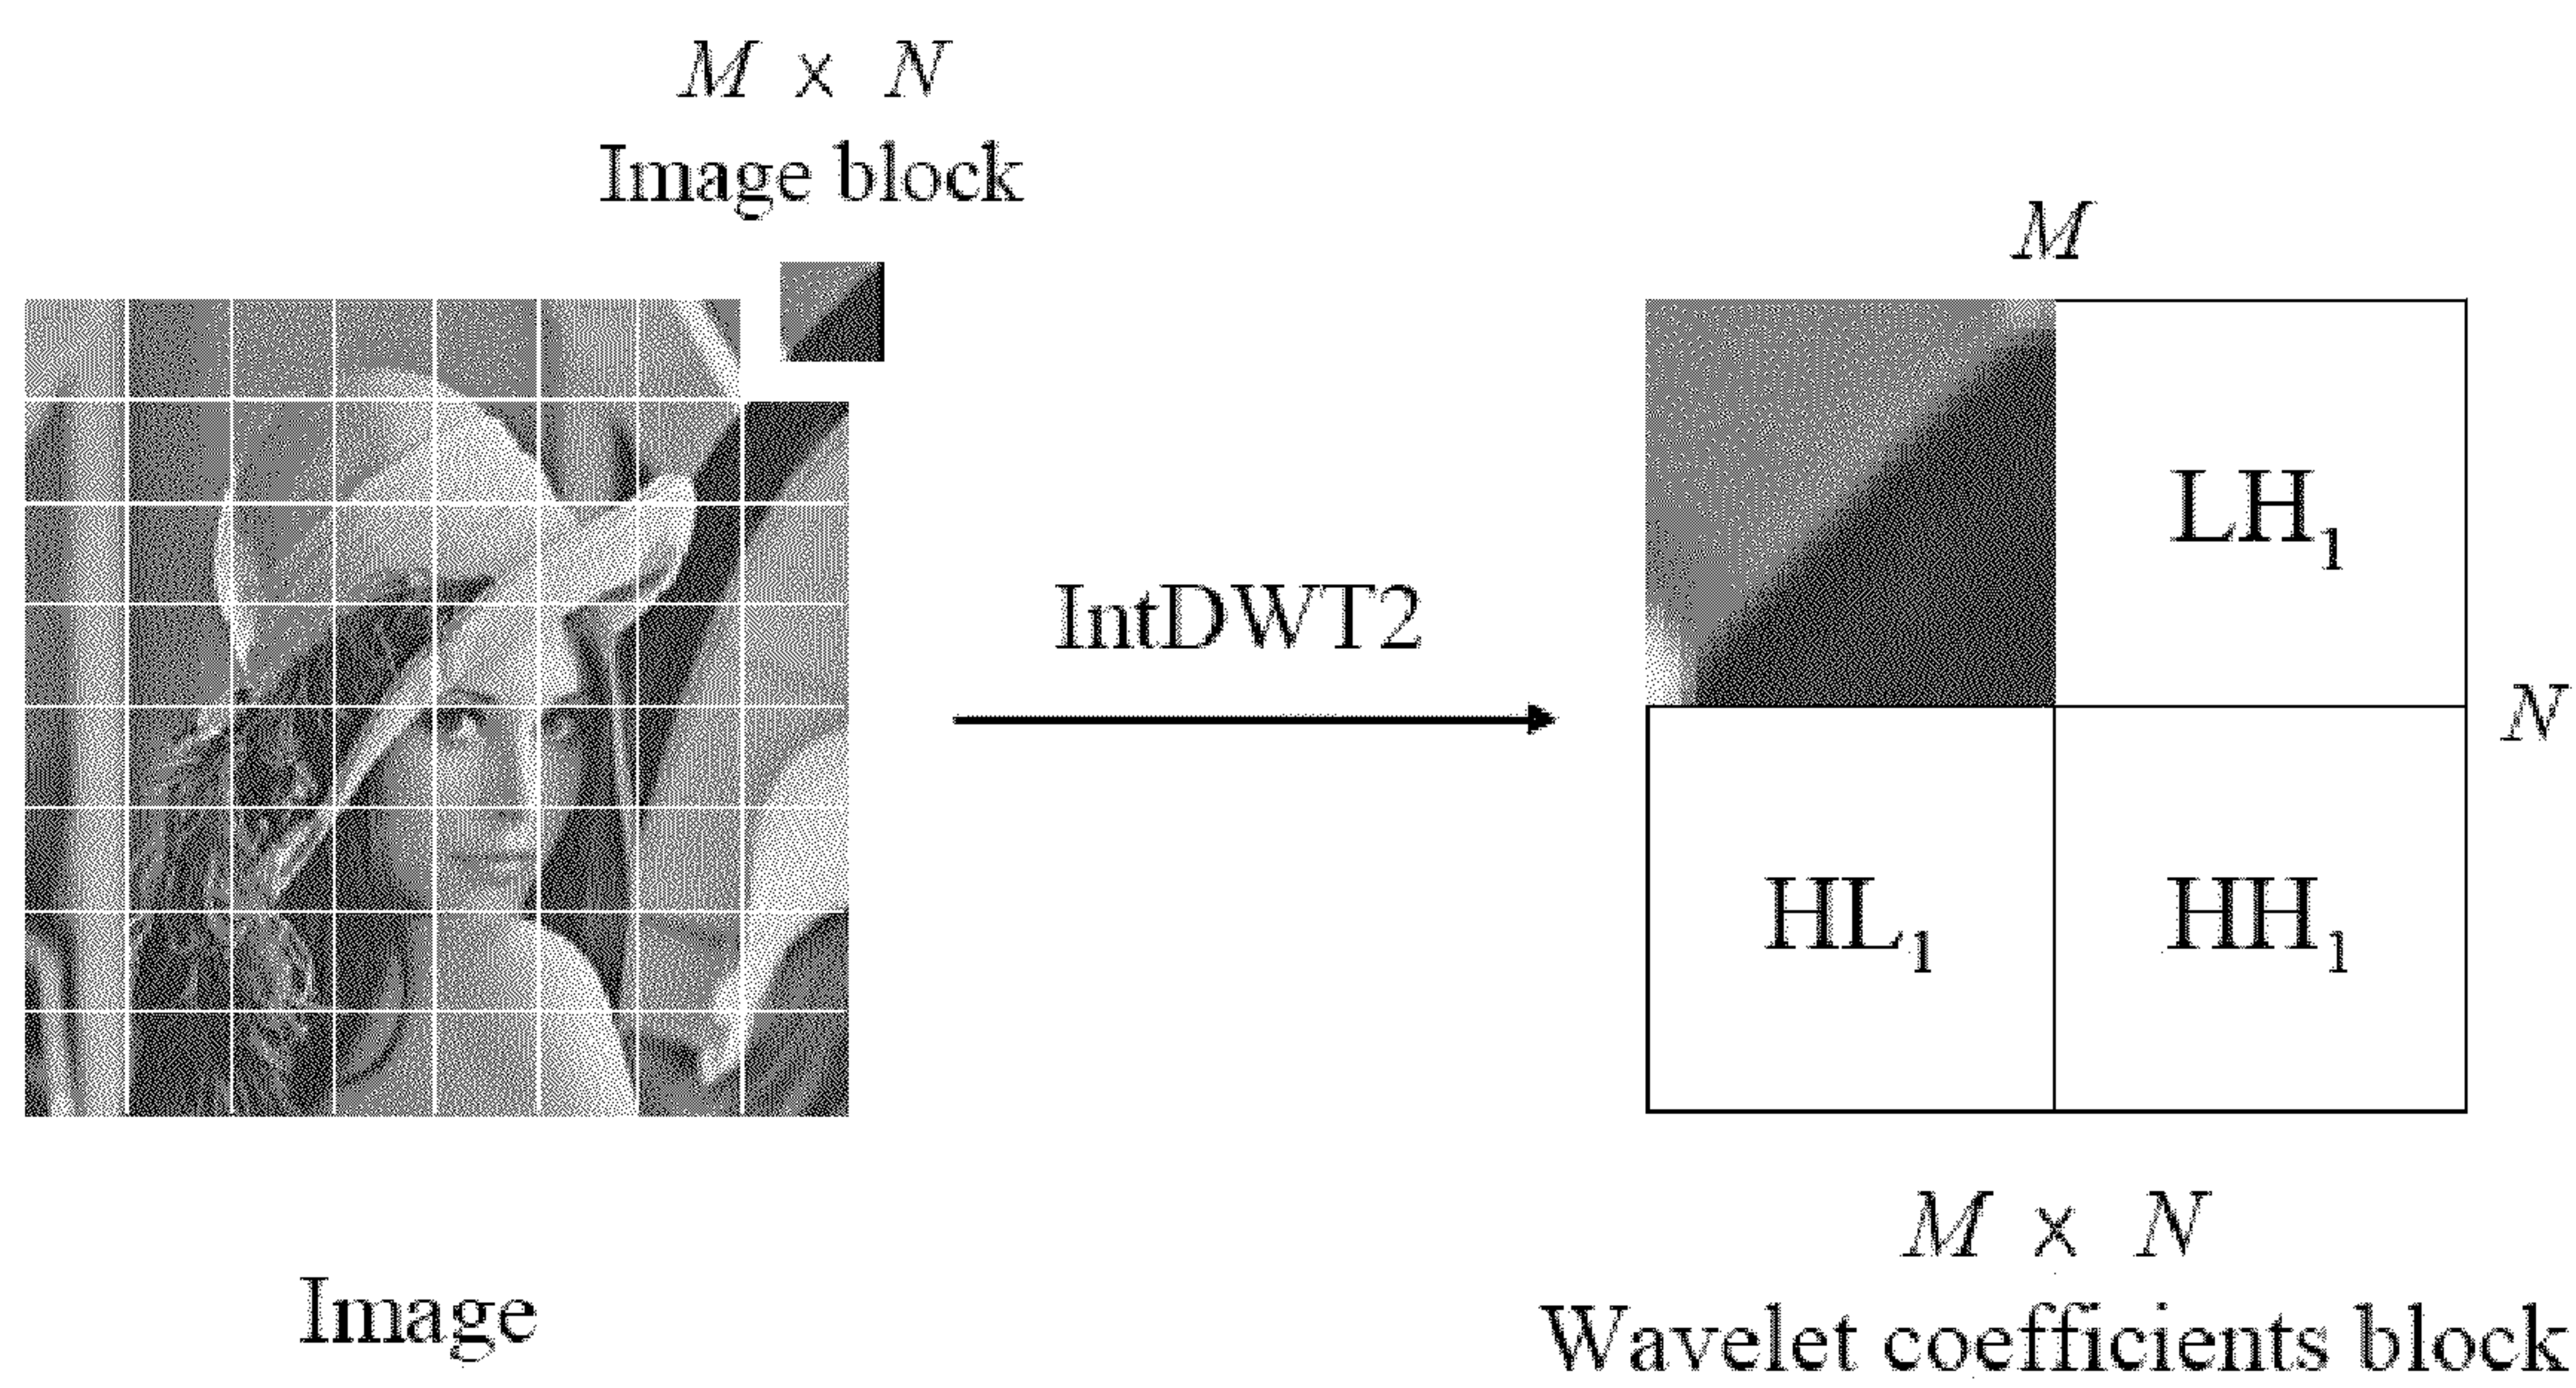 M × N
Image block
M
LH1
IntDWT2
N
HL1
HH1
M × N
Image
Wavelet coefficients block